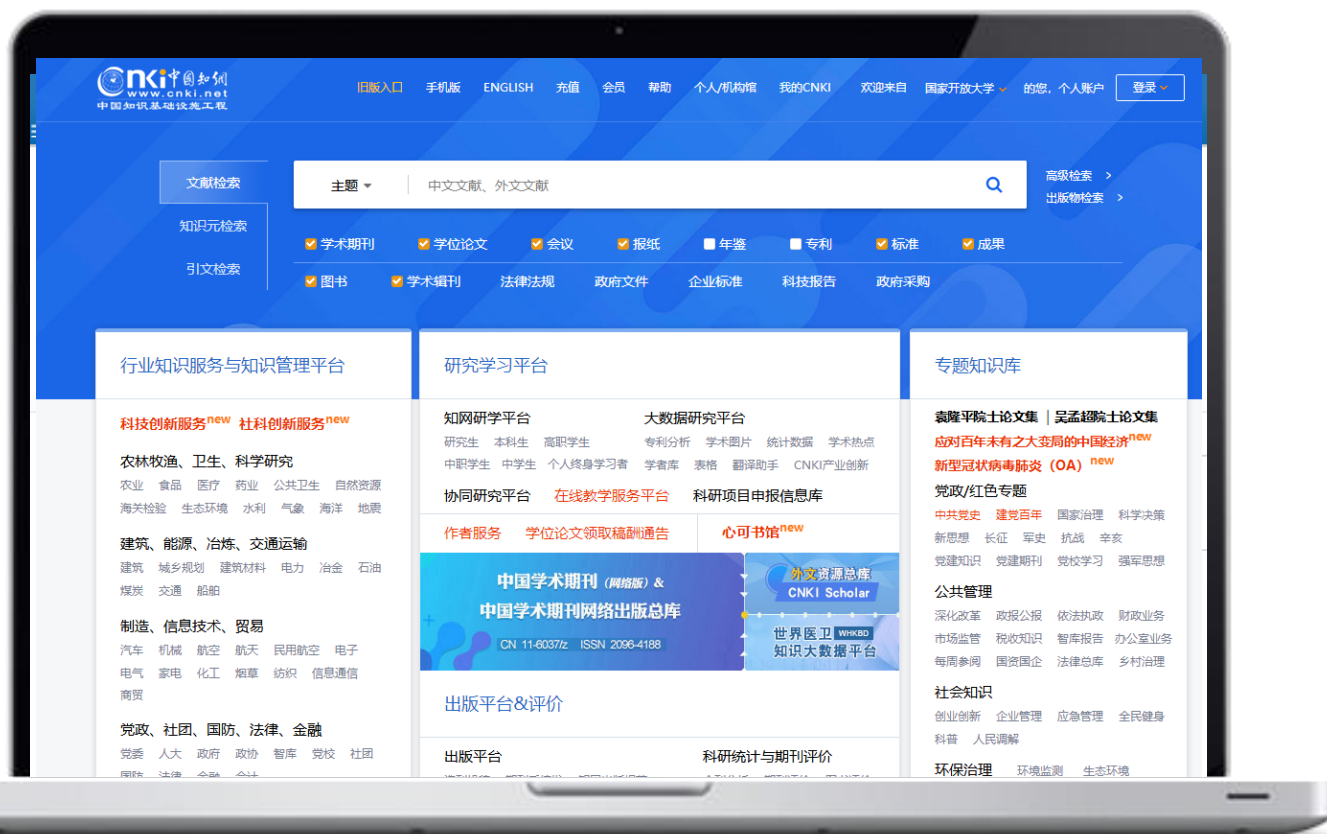 Cnki中国知网
www.cnki.net
中国知识基础设施工程
旧版入口 手机版 ENGLISH 充值 会员 帮助 个人/机构馆 我的CNKI 欢迎来自 国家开放大学 的您,个人账户 登录
文献检索
知识元检索
引文检索
主题 中文文献、外文文献
高级检索 >
出版物检索 >
学术期刊 学位论文 会议 报纸 年鉴 专利 标准 成果
图书 学术辑刊 法律法规 政府文件 企业标准 科技报告 政府采购
行业知识服务与知识管理平台
科技创新服务new 社科创新服务new
农林牧渔、卫生、科学研究
农业 食品 医疗 药业 公共卫生 自然资源
海关检验 生态环境 水利 气象 海洋 地震
建筑、能源、冶炼、交通运输
建筑 城乡规划 建筑材料 电力 冶金 石油
煤炭 交通 船舶
制造、信息技术、贸易
汽车 机械 航空 航天 民用航空 电子
电气 家电 化工 烟草 纺织 信息通信
商贸
党政、社团、国防、法律、金融
党委 人大 政府 政协 智库 党校 社团
国防 法律 金融 会计
研究学习平台
知网研学平台
研究生 本科生 高职学生
中职学生 中学生 个人终身学习者
大数据研究平台
专利分析 学术图片 统计数据 学术热点
学者库 表格 翻译助手 CNKI产业创新
协同研究平台 在线教学服务平台 科研项目申报信息库
作者服务 学位论文领取稿酬通告 心可书馆new
中国学术期刊(网络版)&
中国学术期刊网络出版总库
CN 11-6037/z ISSN 2096-4188
外文资源总库
CNKI Scholar
世界医卫 WHKBD
知识大数据平台
出版平台&评价
出版平台
科研统计与期刊评价
专题知识库
袁隆平院士论文集 | 吴孟超院士论文集
应对百年未有之大变局的中国经济new
新型冠状病毒肺炎(OA)new
党政/红色专题
中共党史 建党百年 国家治理 科学决策
新思想 长征 军史 抗战 辛亥
党建知识 党建期刊 党校学习 强军思想
公共管理
深化改革 政报公报 依法执政 财政业务
市场监管 税收知识 智库报告 办公室业务
每周参阅 国资国企 法律总库 乡村治理
社会知识
创业创新 企业管理 应急管理 全民健身
科普 人民调解
环保治理 环境监测 生态环境